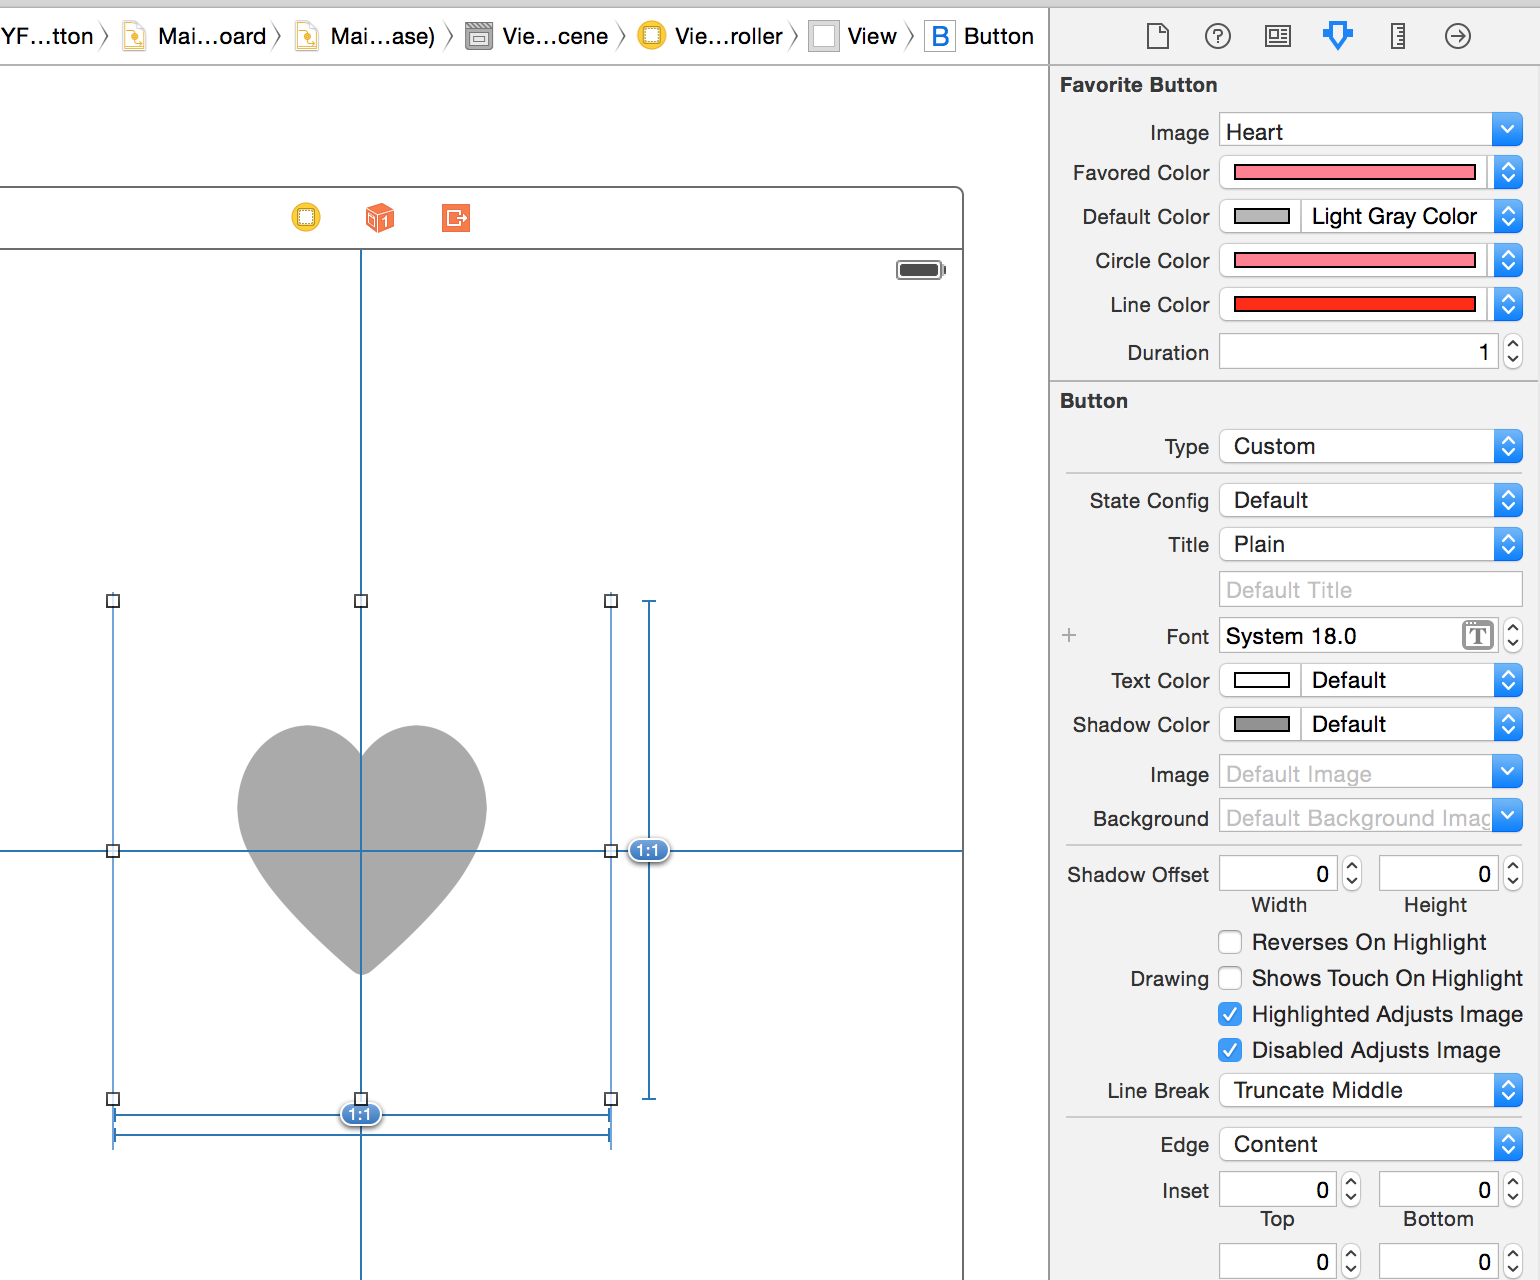 YF...tton Mai...oard Mai...ase) Vie...cene Vie...roller View B Button
Favorite Button
Image Heart
Favored Color
Default Color Light Gray Color
Circle Color
Line Color
Duration 1
Button
Type Custom
State Config Default
Title Plain
Default Title
Font System 18.0 T
Text Color Default
Shadow Color Default
Image Default Image
Background Default Background Imag
Shadow Offset 0 0
Width Height
Reverses On Highlight
Drawing Shows Touch On Highlight
Highlighted Adjusts Image
Disabled Adjusts Image
Line Break Truncate Middle
Edge Content
Inset 0 0
Top Bottom
0 0
1
1:1
1:1